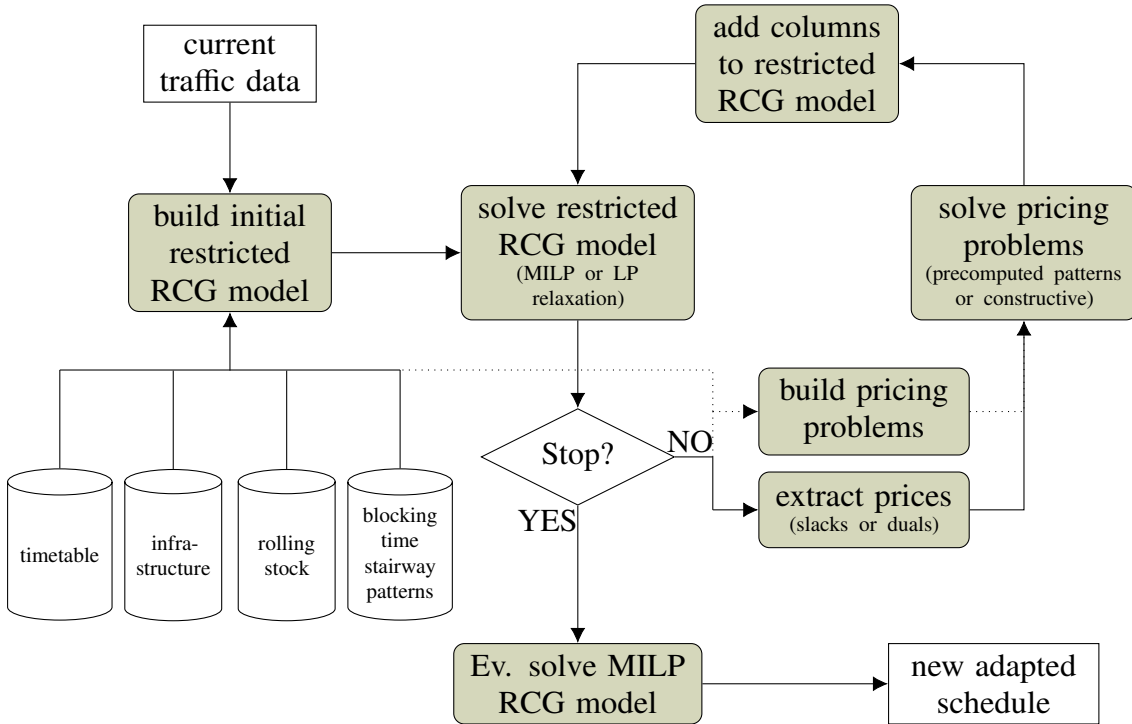 current
traffic data
add columns
to restricted
RCG model
build initial
restricted
RCG model
solve restricted
RCG model
(MILP or LP
relaxation)
solve pricing
problems
(precomputed patterns
or constructive)
build pricing
problems
Stop?
NO
YES
extract prices
(slacks or duals)
timetable
infra-
structure
rolling
stock
blocking
time
stairway
patterns
Ev. solve MILP
RCG model
new adapted
schedule